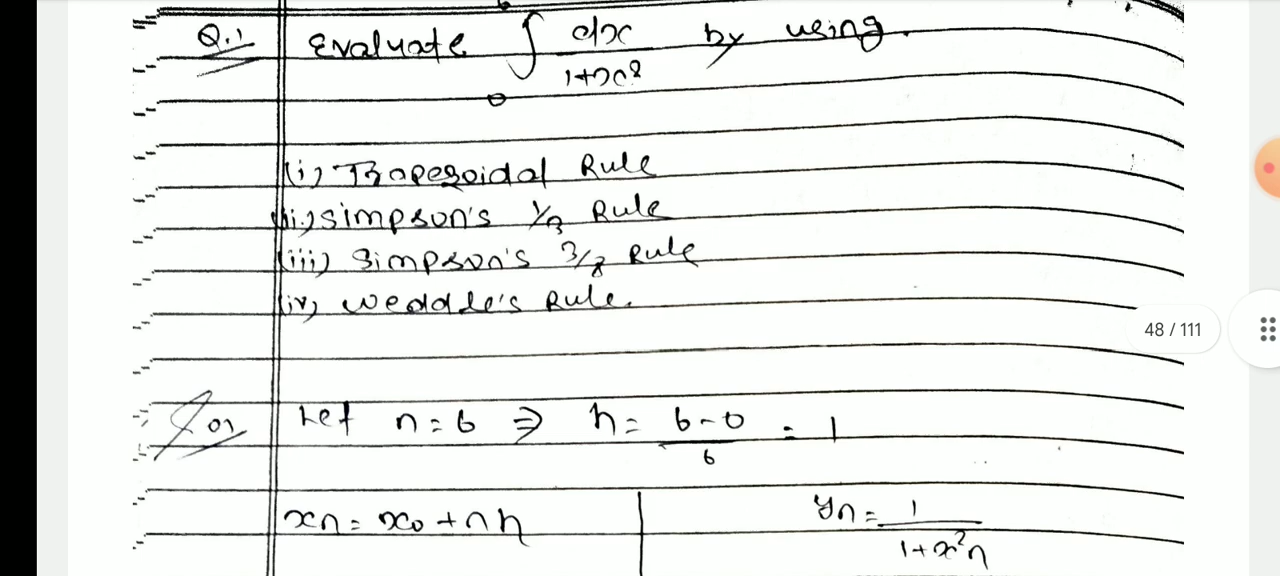 Q.1 Evaluate ∫ dx by using.
1+x²
0
(i) Trapezoidal Rule
(ii) Simpson's 1/3 Rule
(iii) Simpson's 3/8 Rule
(iv) Weddle's Rule.
48 / 111
Let n = 6 ⇒ h = 6-0 = 1
6
xn = x0 + nh
yn = 1
1+x²n